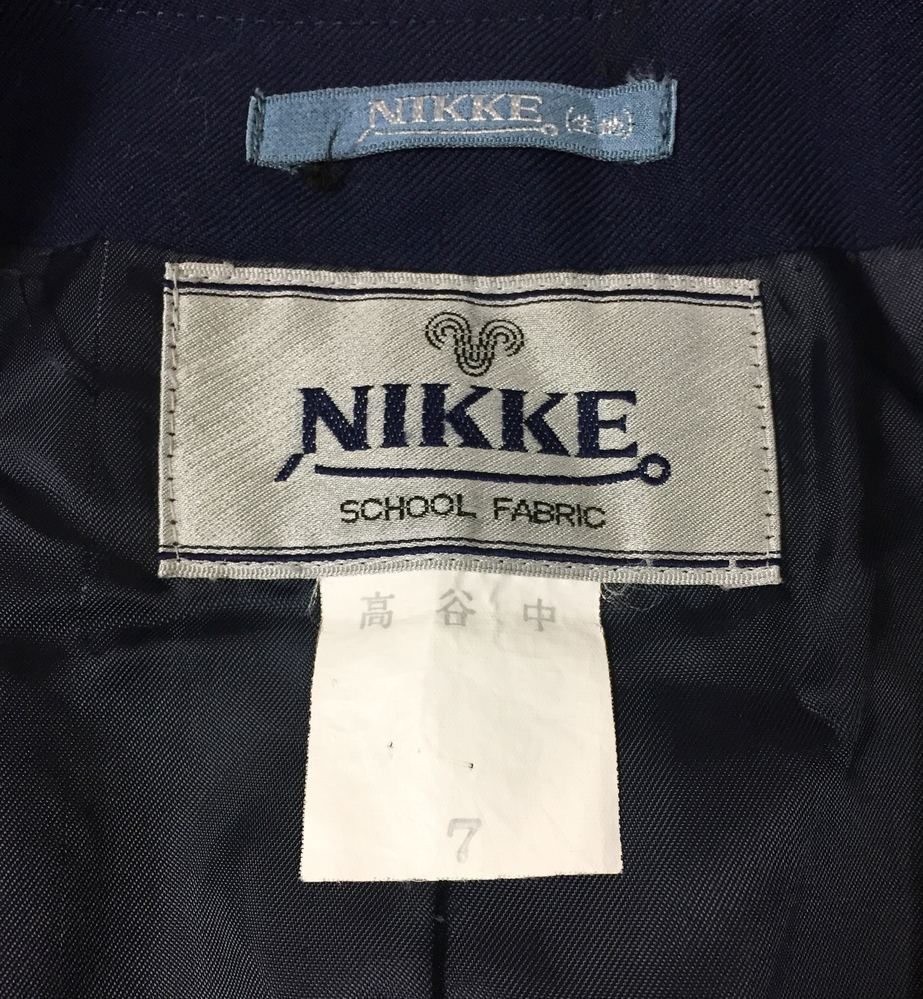 NIKKE (生地)
NIKKE
SCHOOL FABRIC
高谷中
7